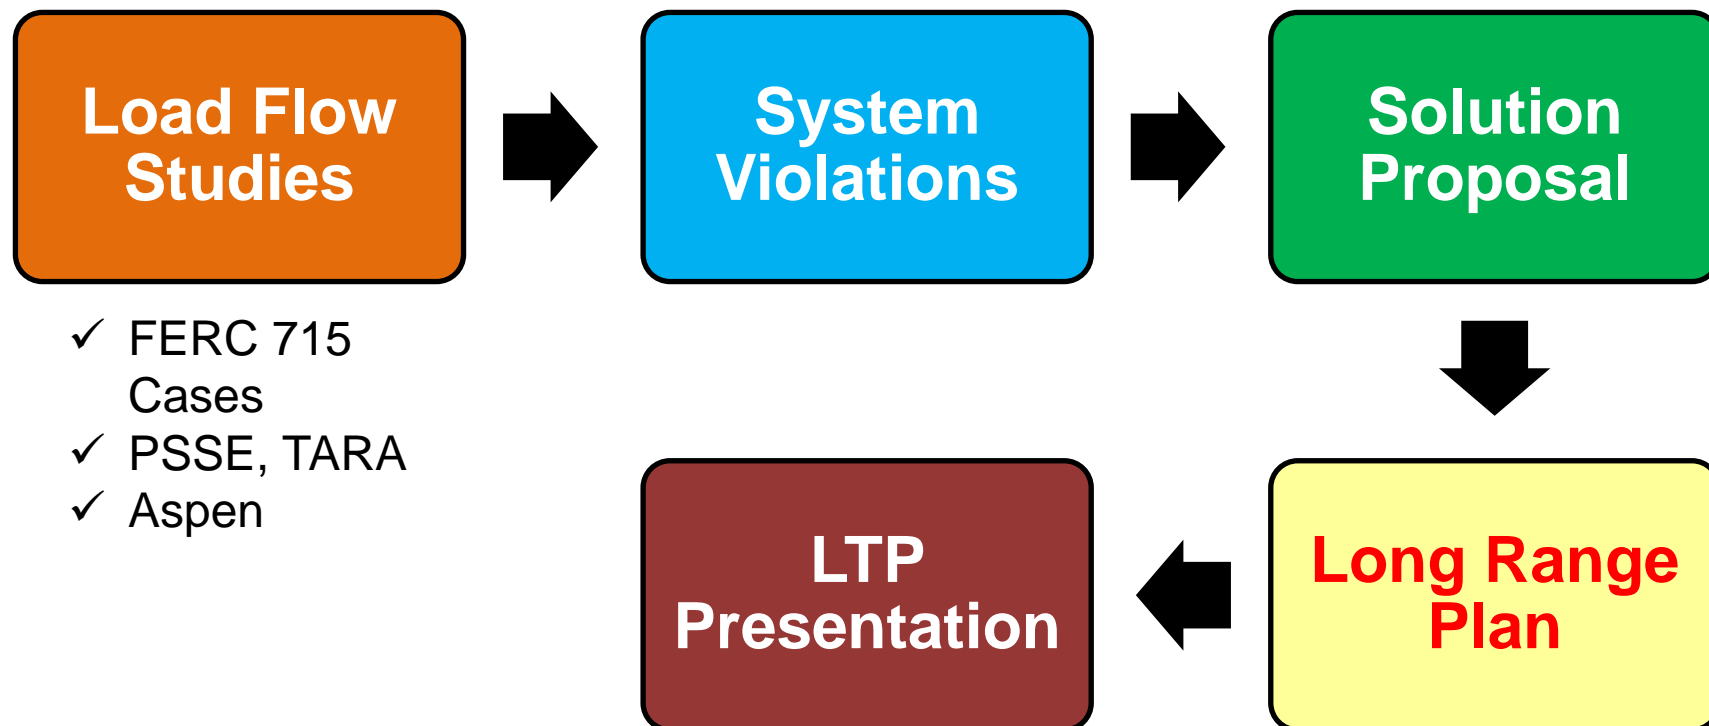 Load Flow
Studies
System
Violations
Solution
Proposal
✓ FERC 715
Cases
✓ PSSE, TARA
✓ Aspen
Long Range
Plan
LTP
Presentation